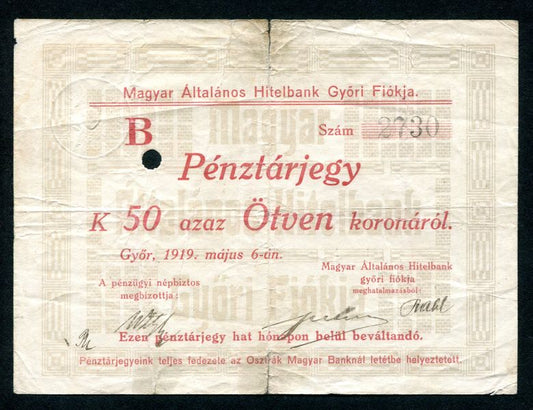 Magyar Általános Hitelbank Győri Fiókja.
B
Szám 2730
Pénztárjegy
K 50 azaz Ötven koronáról.
Győr, 1919. május 6-án.
A pénzügyi népbiztos
megbizottja:
Magyar Általános Hitelbank
győri fiókja
meghatalmazásból:
Ezen pénztárjegy hat hónapon belül beváltandó.
Pénztárjegyeink teljes fedezete az Osztrák Magyar Banknál letétbe helyeztetett.